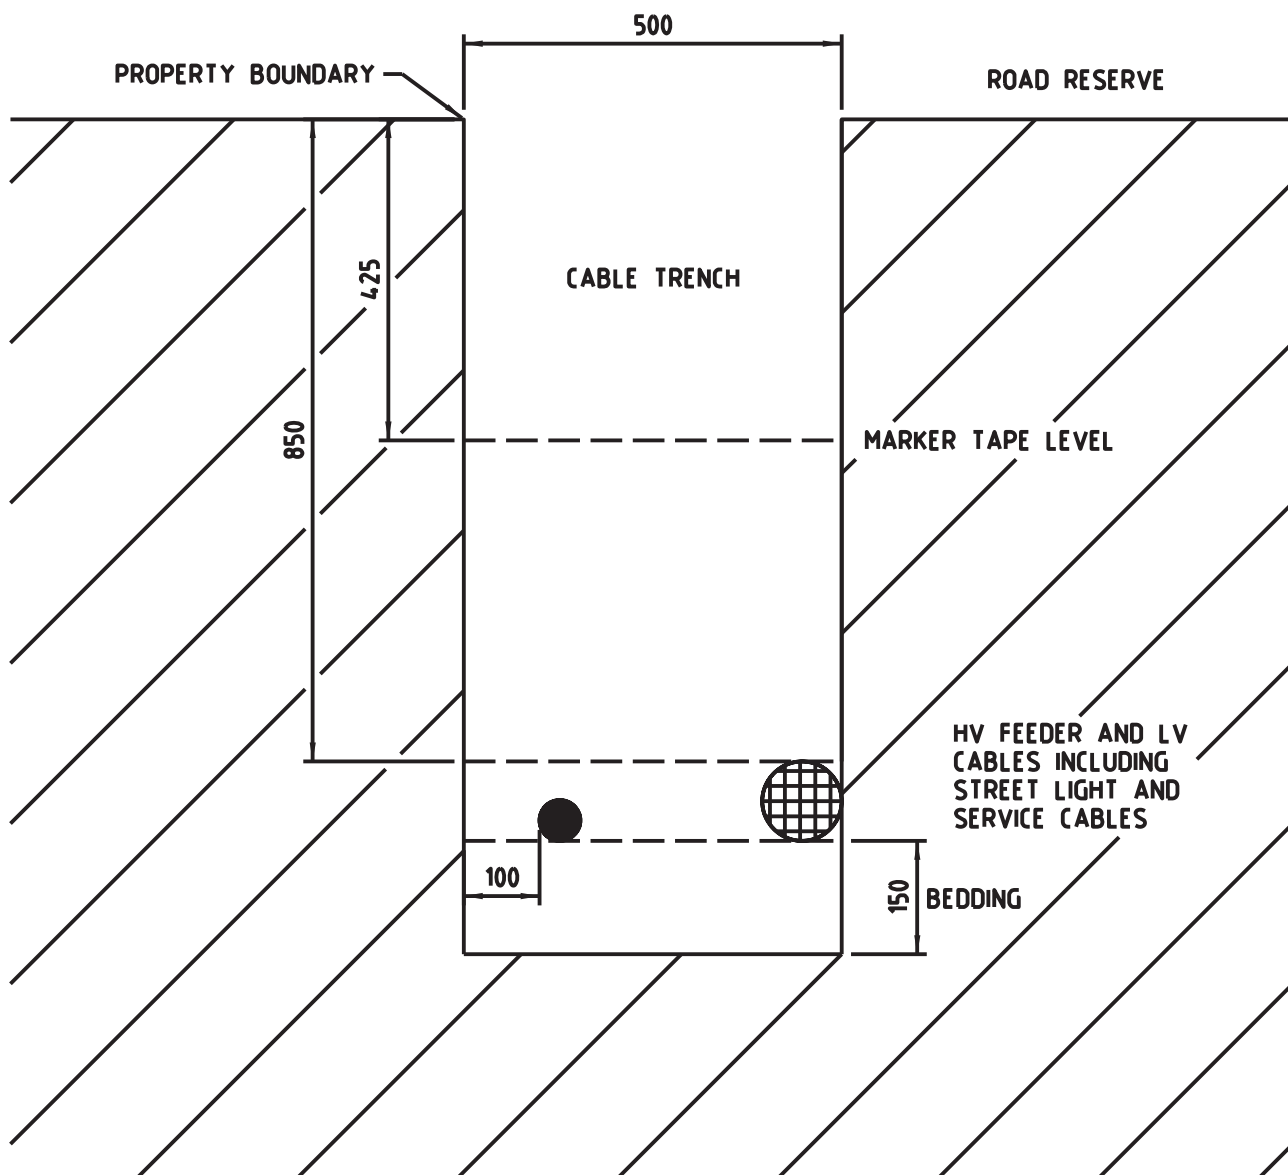 500
PROPERTY BOUNDARY
ROAD RESERVE
425
CABLE TRENCH
850
MARKER TAPE LEVEL
HV FEEDER AND LV
CABLES INCLUDING
STREET LIGHT AND
SERVICE CABLES
100
150
BEDDING